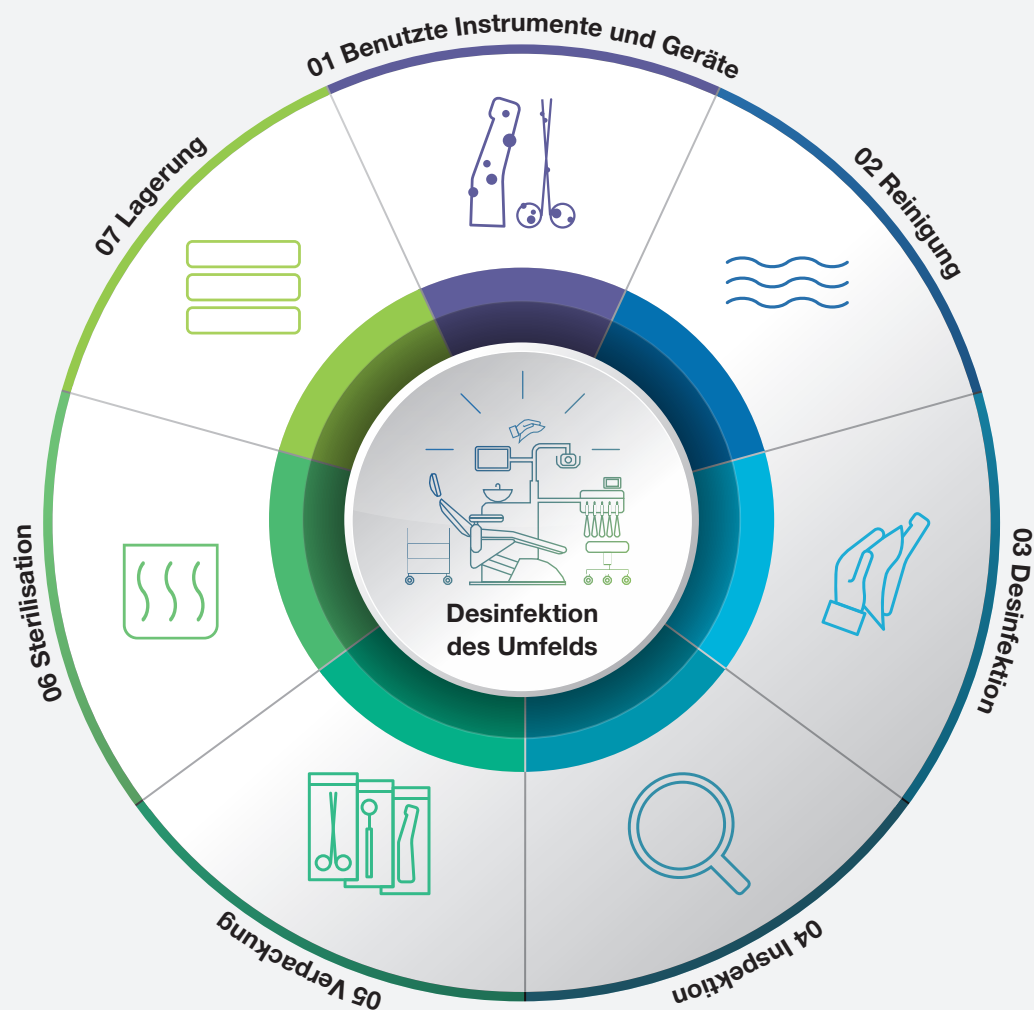 01 Benutzte Instrumente und Geräte
02 Reinigung
03 Desinfektion
04 Inspektion
05 Verpackung
06 Sterilisation
07 Lagerung
Desinfektion
des Umfelds